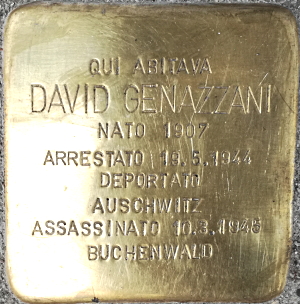 QUI ABITAVA
DAVID GENAZZANI
NATO 1907
ARRESTATO 19.5.1944
DEPORTATO
AUSCHWITZ
ASSASSINATO 10.3.1945
BUCHENWALD